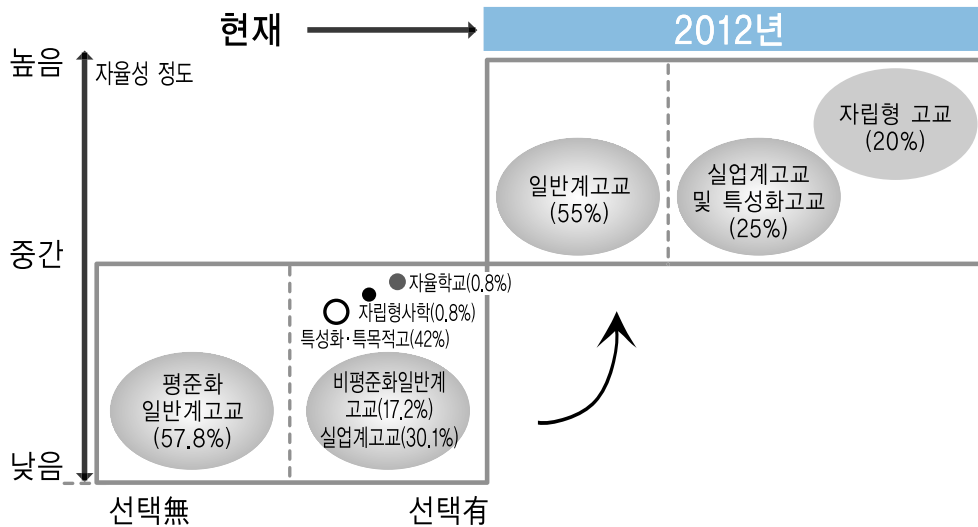 현재
2012년
높음
자율성 정도
자립형 고교
(20%)
일반계고교
(55%)
실업계고교
및 특성화고교
(25%)
중간
자율학교(0.8%)
자립형사학(0.8%)
특성화·특목적고(42%)
평준화
일반계고교
(57.8%)
비평준화일반계
고교(17.2%)
실업계고교(30.1%)
낮음
선택無
선택有